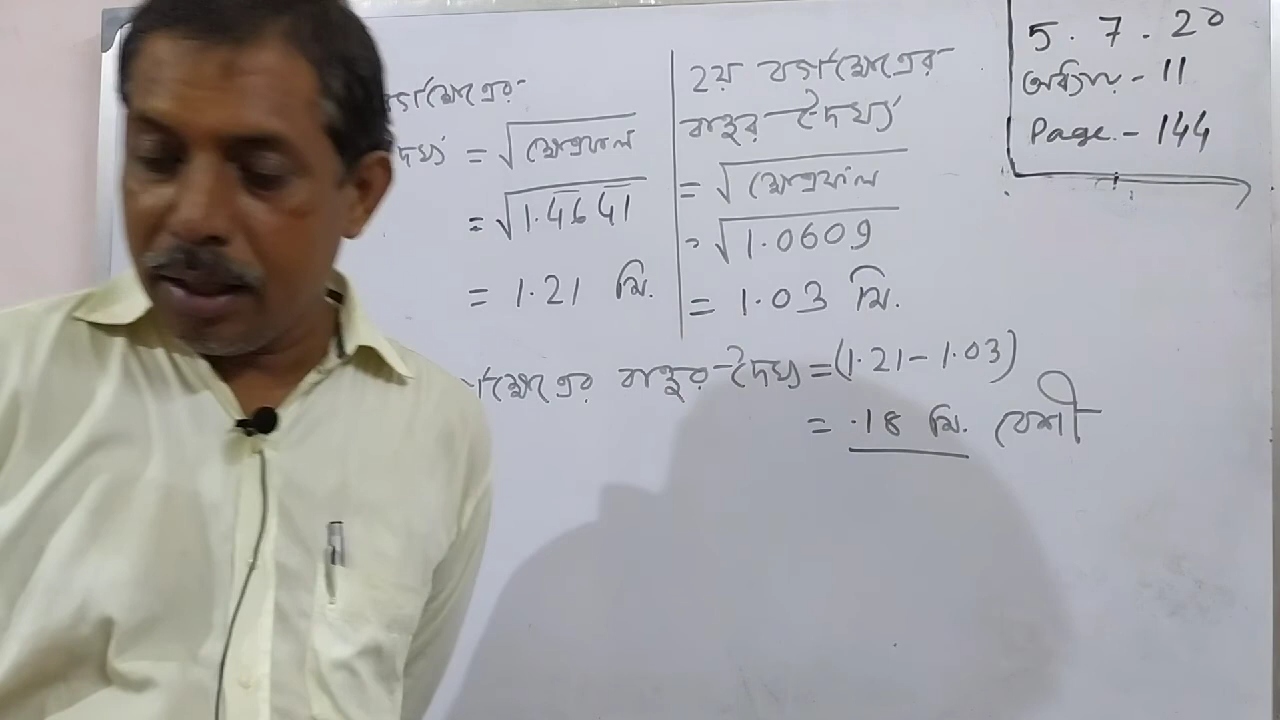 বর্গক্ষেত্রের
দৈর্ঘ্য = √ক্ষেত্রফল
= √1.4641
= 1.21 মি.
2য় বর্গক্ষেত্রের
বাহুর দৈর্ঘ্য
= √ক্ষেত্রফল
= √1.0609
= 1.03 মি.
র্গক্ষেত্রের বাহুর দৈর্ঘ্য = (1.21 - 1.03)
= .18 মি. বেশী
5.7.20
অধ্যায় - 11
Page - 144